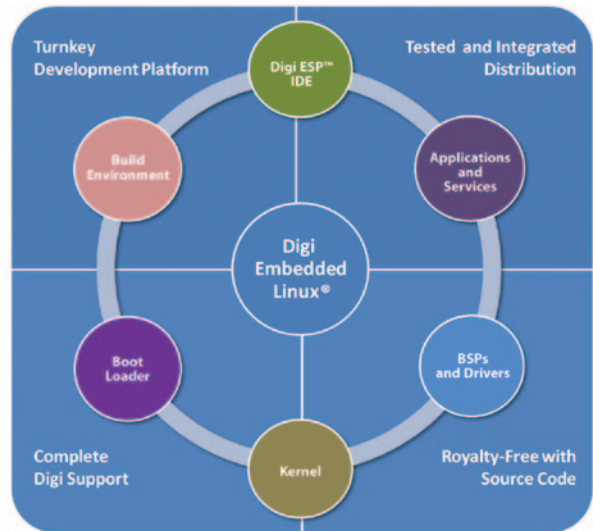 Turnkey
Development Platform
Digi ESP™
IDE
Tested and Integrated
Distribution
Build
Environment
Applications
and
Services
Digi
Embedded
Linux®
Boot
Loader
BSPs
and Drivers
Complete
Digi Support
Kernel
Royalty-Free with
Source Code